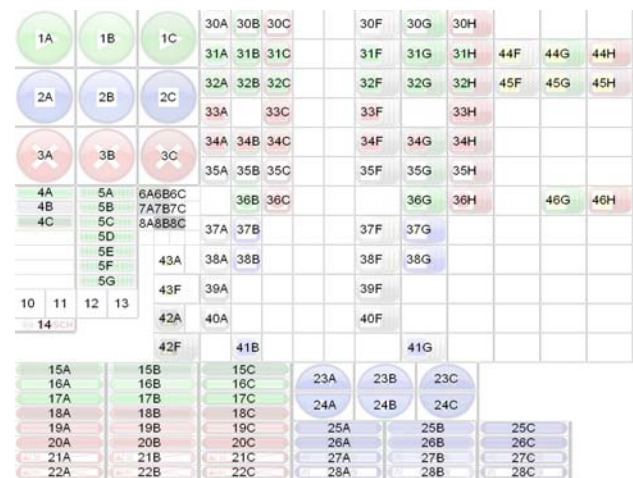 30A 30B 30C 30F 30G 30H
1A 1B 1C
31A 31B 31C 31F 31G 31H 44F 44G 44H
32A 32B 32C 32F 32G 32H 45F 45G 45H
2A 2B 2C
33A 33C 33F 33H
34A 34B 34C 34F 34G 34H
3A 3B 3C
35A 35B 35C 35F 35G 35H
4A 5A 6A6B6C
36B 36C 36G 36H 46G 46H
4B 5B 7A7B7C
4C 5C 8A8B8C
37A 37B 37F 37G
5D
5E
43A 38A 38B 38F 38G
5F
5G
43F 39A 39F
10 11 12 13
42A 40A 40F
14 SCH
42F 41B 41G
15A 15B 15C
23A 23B 23C
16A 16B 16C
17A 17B 17C
24A 24B 24C
18A 18B 18C
19A 19B 19C 25A 25B 25C
20A 20B 20C 26A 26B 26C
21A 21B 21C 27A 27B 27C
22A 22B 22C 28A 28B 28C